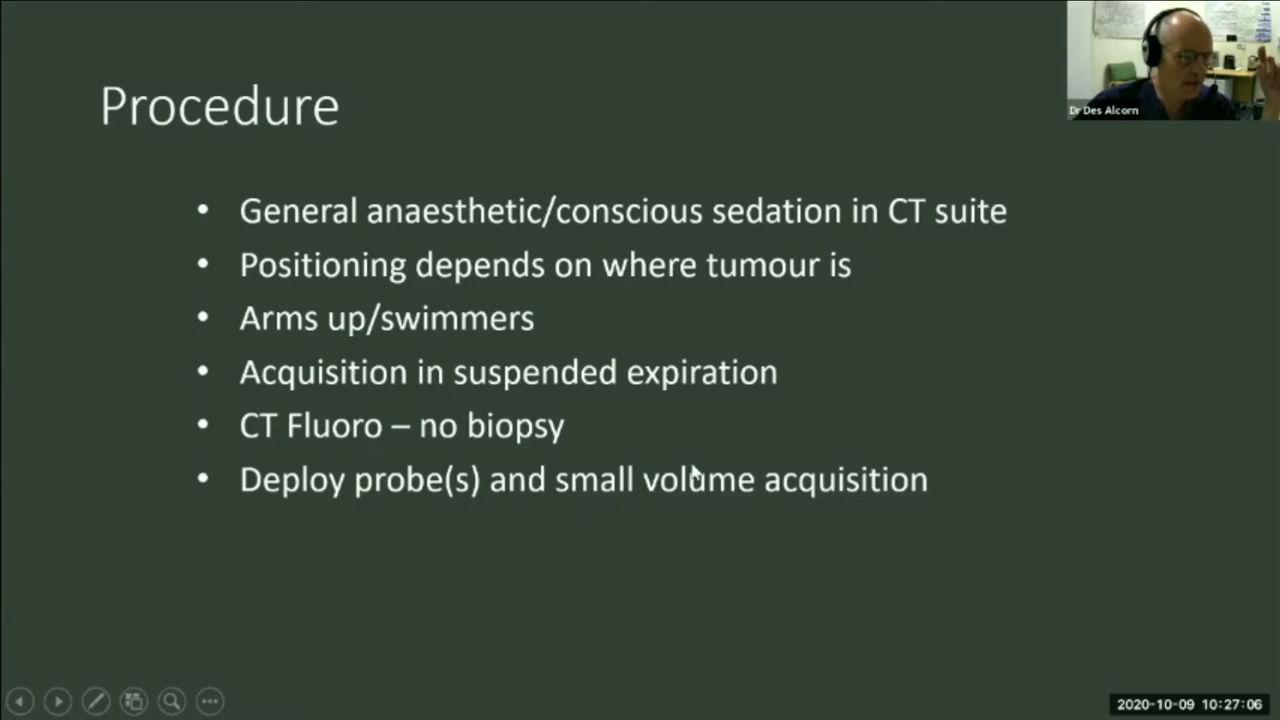 Procedure
Dr Des Alcorn
• General anaesthetic/conscious sedation in CT suite
• Positioning depends on where tumour is
• Arms up/swimmers
• Acquisition in suspended expiration
• CT Fluoro – no biopsy
• Deploy probe(s) and small volume acquisition
2020-10-09 10:27:06